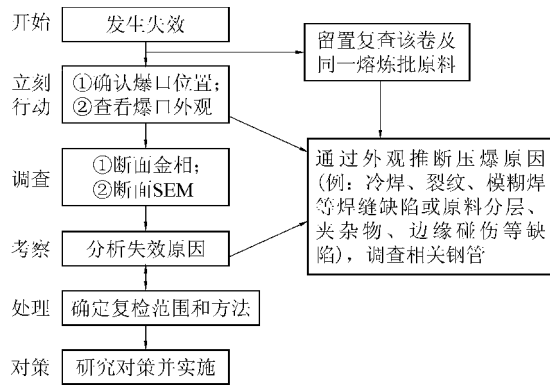 开始
发生失效
留置复查该卷及
同一熔炼批原料
立刻
行动
①确认爆口位置；
②查看爆口外观
调查
①断面金相；
②断面SEM
通过外观推断压爆原因
(例：冷焊、裂纹、模糊焊
等焊缝缺陷或原料分层、
夹杂物、边缘碰伤等缺
陷)，调查相关钢管
考察
分析失效原因
处理
确定复检范围和方法
对策
研究对策并实施